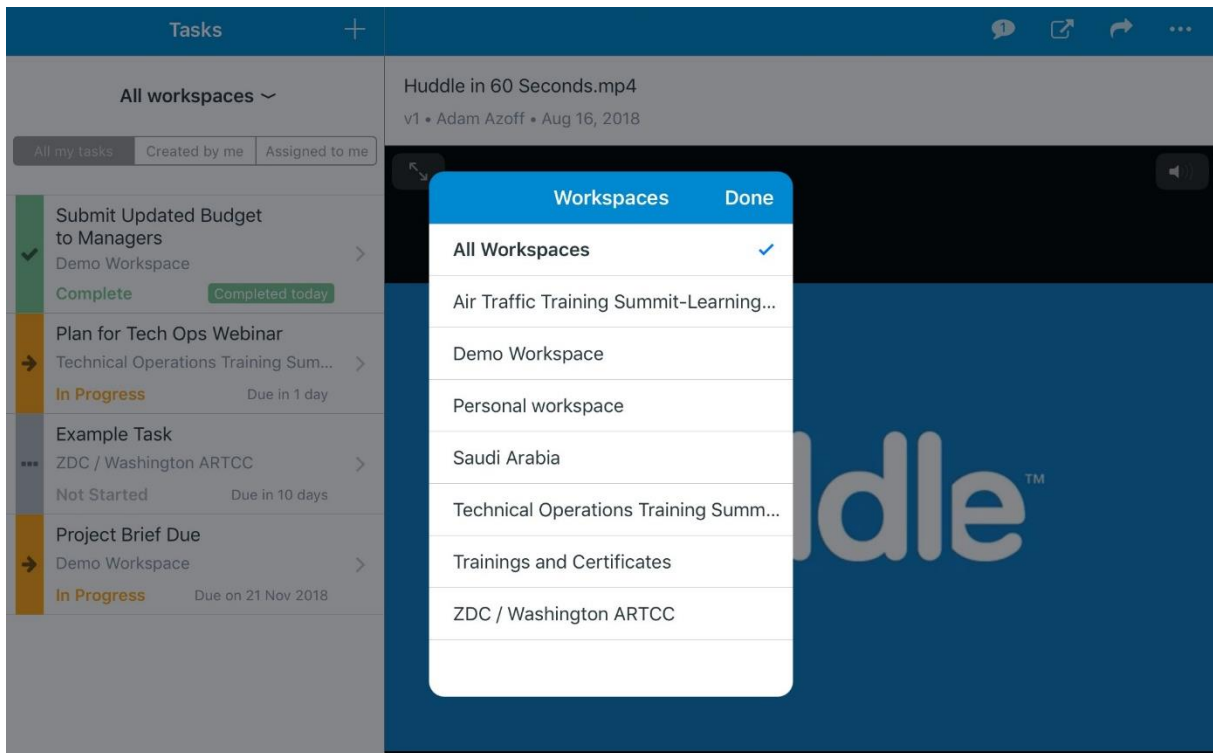 Tasks
All workspaces
All my tasks Created by me Assigned to me
Submit Updated Budget
to Managers
Demo Workspace
Complete Completed today
Plan for Tech Ops Webinar
Technical Operations Training Sum...
In Progress Due in 1 day
Example Task
ZDC / Washington ARTCC
Not Started Due in 10 days
Project Brief Due
Demo Workspace
In Progress Due on 21 Nov 2018
1
Huddle in 60 Seconds.mp4
v1 • Adam Azoff • Aug 16, 2018
Workspaces Done
All Workspaces
Air Traffic Training Summit-Learning...
Demo Workspace
Personal workspace
Saudi Arabia
Technical Operations Training Summ...
Trainings and Certificates
ZDC / Washington ARTCC
ddle™